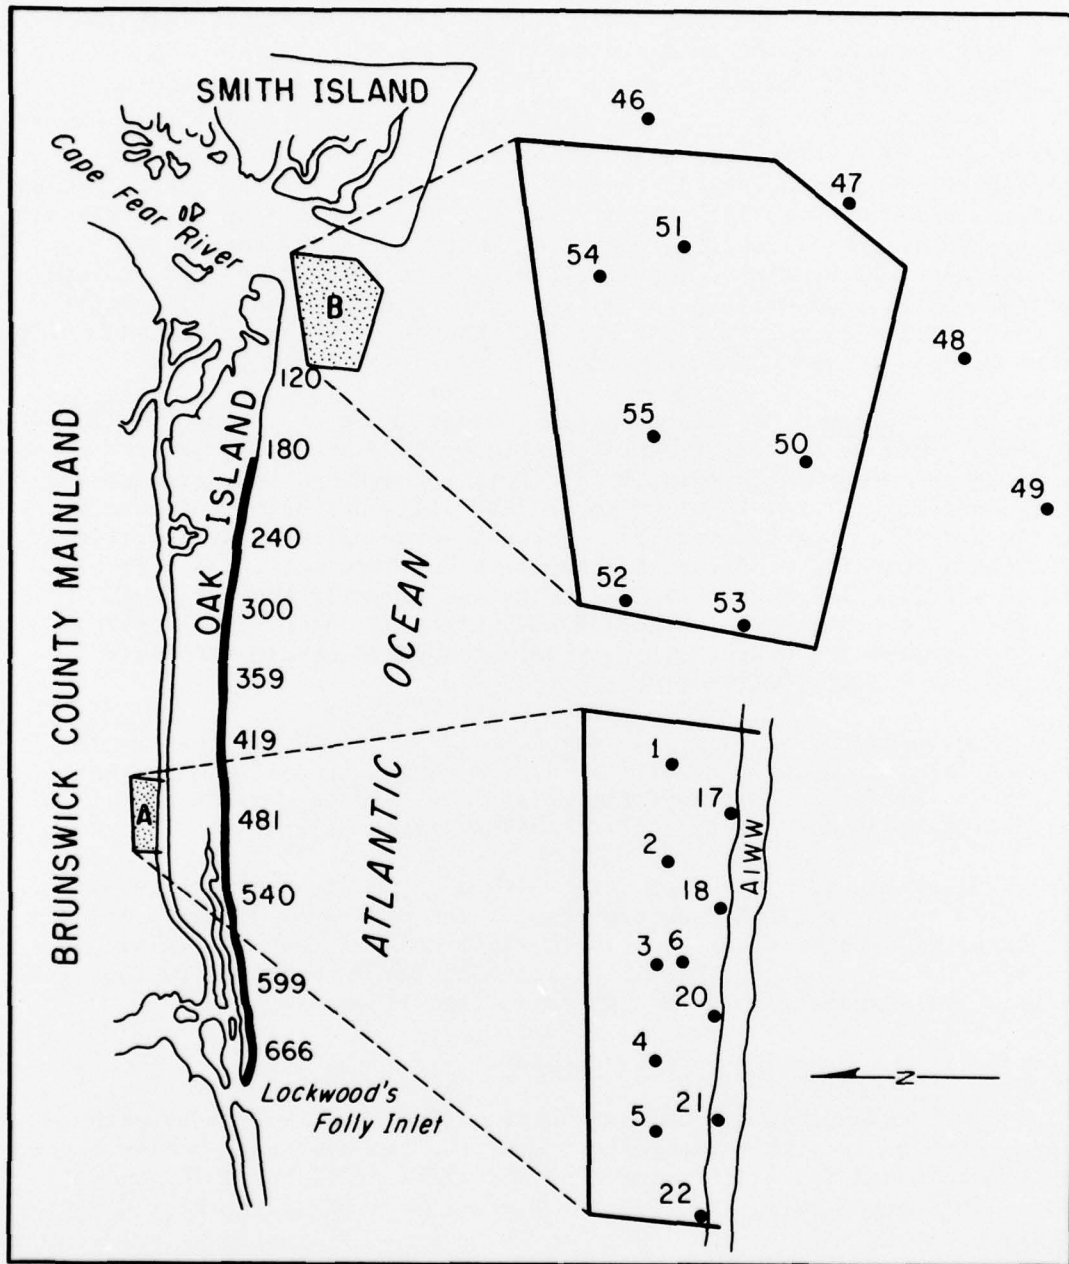 SMITH ISLAND
Cape Fear River
B
OAK ISLAND
BRUNSWICK COUNTY MAINLAND
ATLANTIC OCEAN
120
180
240
300
359
419
481
540
599
666
A
Lockwood's
Folly Inlet
46
47
51
54
48
55
50
49
52
53
1
17
2
18
3
6
20
4
5
21
22
AIWW
N